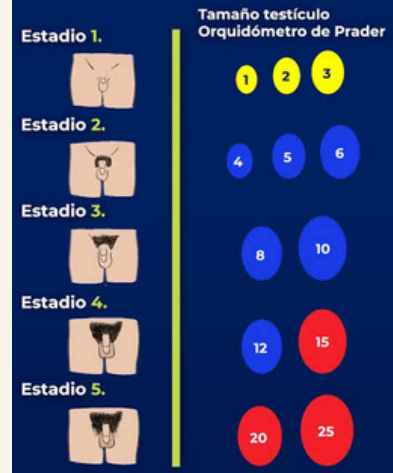 Tamaño testículo
Orquidómetro de Prader
Estadio 1.
1 2 3
Estadio 2.
4 5 6
Estadio 3.
8 10
Estadio 4.
12 15
Estadio 5.
20 25